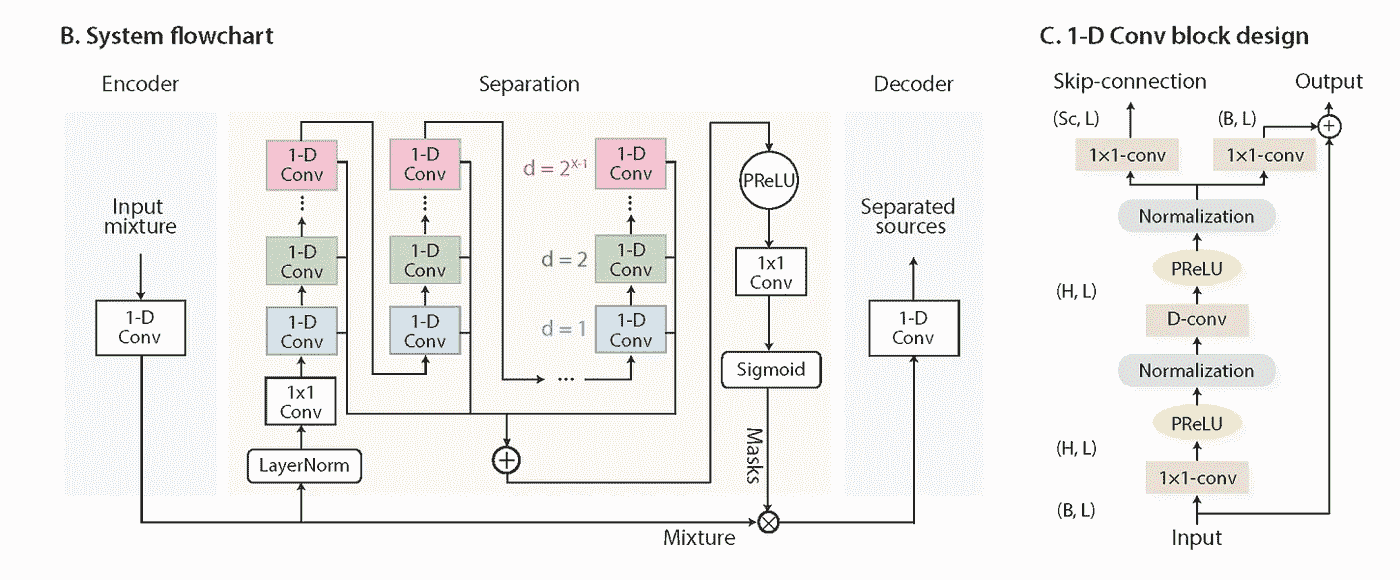 B. System flowchart
C. 1-D Conv block design
Encoder
Separation
Decoder
Input
mixture
1-D
Conv
1-D
Conv
1-D
Conv
1-D
Conv
1x1
Conv
LayerNorm
1-D
Conv
1-D
Conv
1-D
Conv
d = 2^{X-1}
1-D
Conv
d = 2
1-D
Conv
d = 1
1-D
Conv
...
PReLU
1x1
Conv
Sigmoid
Masks
Mixture
Separated
sources
1-D
Conv
Skip-connection
Output
(Sc, L)
(B, L)
1×1-conv
1×1-conv
Normalization
PReLU
(H, L)
D-conv
Normalization
PReLU
(H, L)
1×1-conv
(B, L)
Input